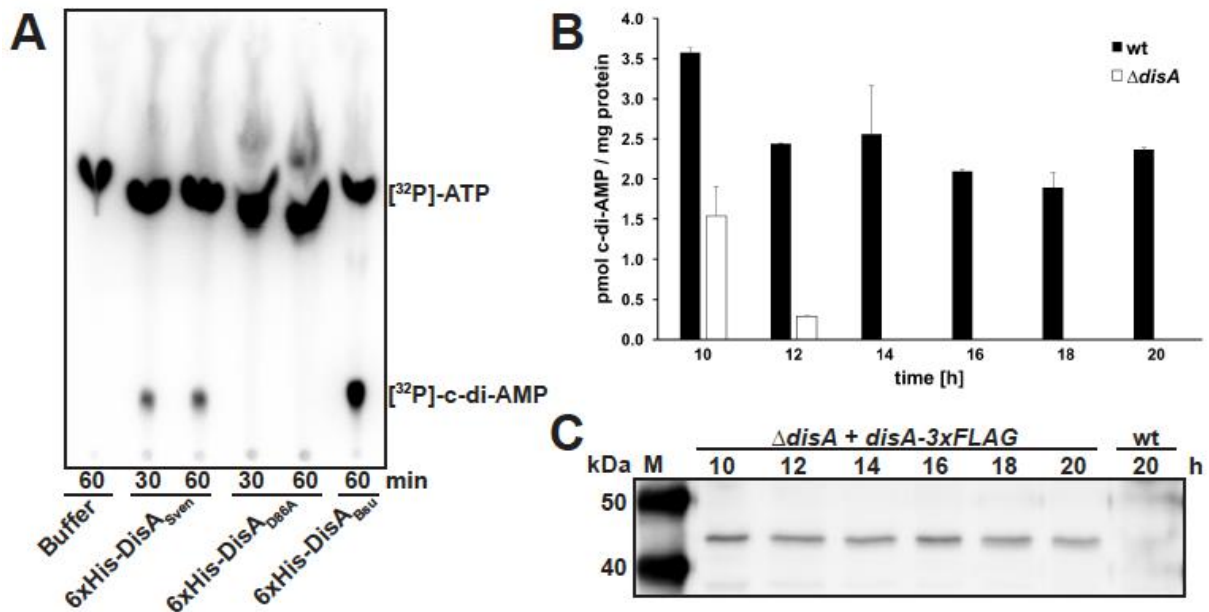 A
[³²P]-ATP
[³²P]-c-di-AMP
60 30 60 30 60 60 min
Buffer
6xHis-DisA_Sven
6xHis-DisA_D86A
6xHis-DisA_Bsu
B
pmol c-di-AMP / mg protein
4.0
3.5
3.0
2.5
2.0
1.5
1.0
0.5
0.0
wt
ΔdisA
10 12 14 16 18 20
time [h]
C
ΔdisA + disA-3xFLAG wt
kDa M 10 12 14 16 18 20 20 h
50
40